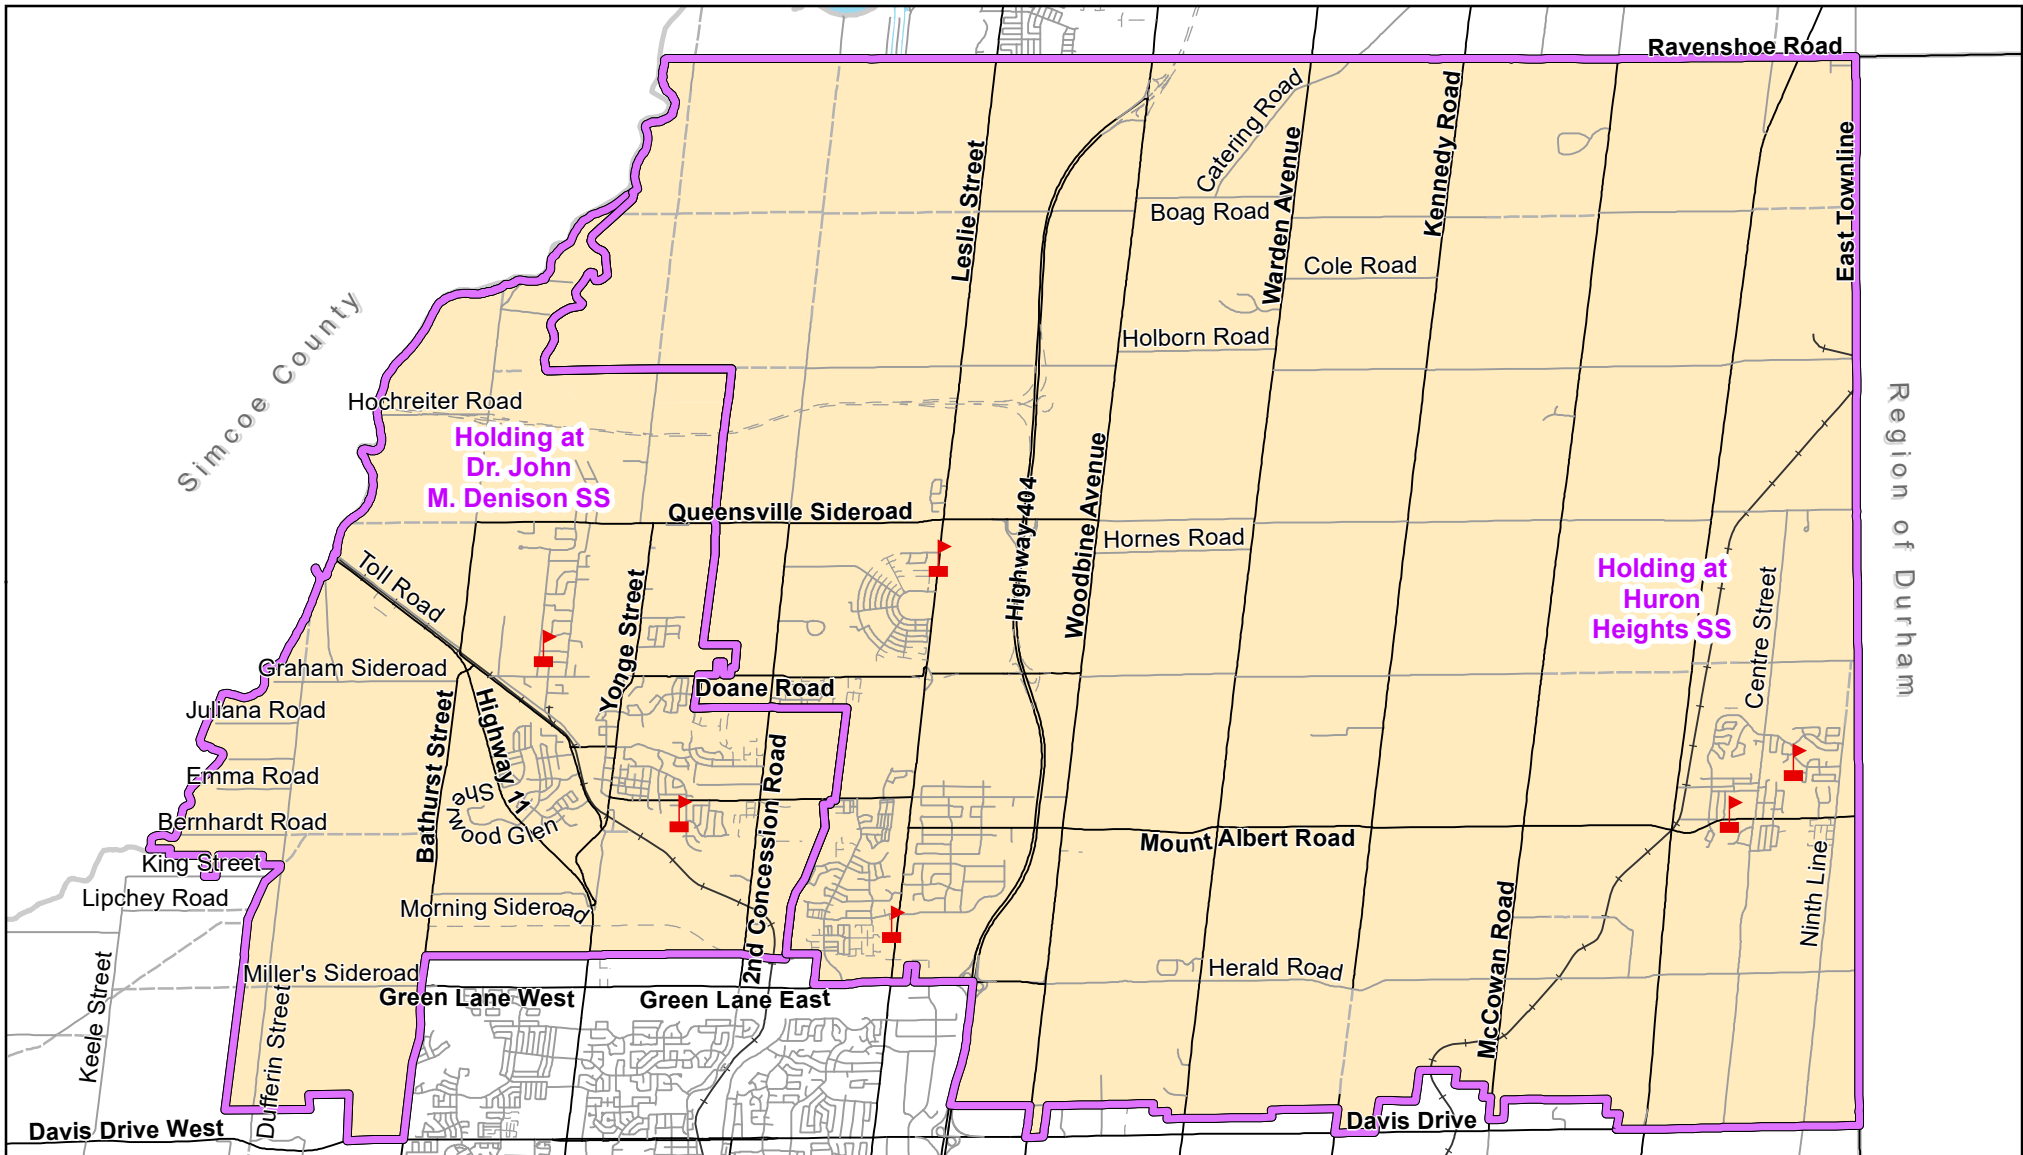 Ravenshoe Road
Catering Road
Leslie Street
Warden Avenue
Kennedy Road
East Townline
Boag Road
Cole Road
Simcoe County
Holborn Road
Hochreiter Road
Region of Durham
Holding at
Dr. John
M. Denison SS
Queensville Sideroad
Highway 404
Woodbine Avenue
Hornes Road
Toll Road
Yonge Street
Holding at
Huron
Heights SS
Centre Street
Graham Sideroad
Doane Road
Juliana Road
Bathurst Street
Highway 11
2nd Concession Road
Emma Road
Sherwood Glen
Bernhardt Road
Mount Albert Road
King Street
Lipchey Road
Morning Sideroad
McCowan Road
Ninth Line
Keele Street
Miller's Sideroad
Herald Road
Dufferin Street
Green Lane West
Green Lane East
Davis Drive West
Davis Drive